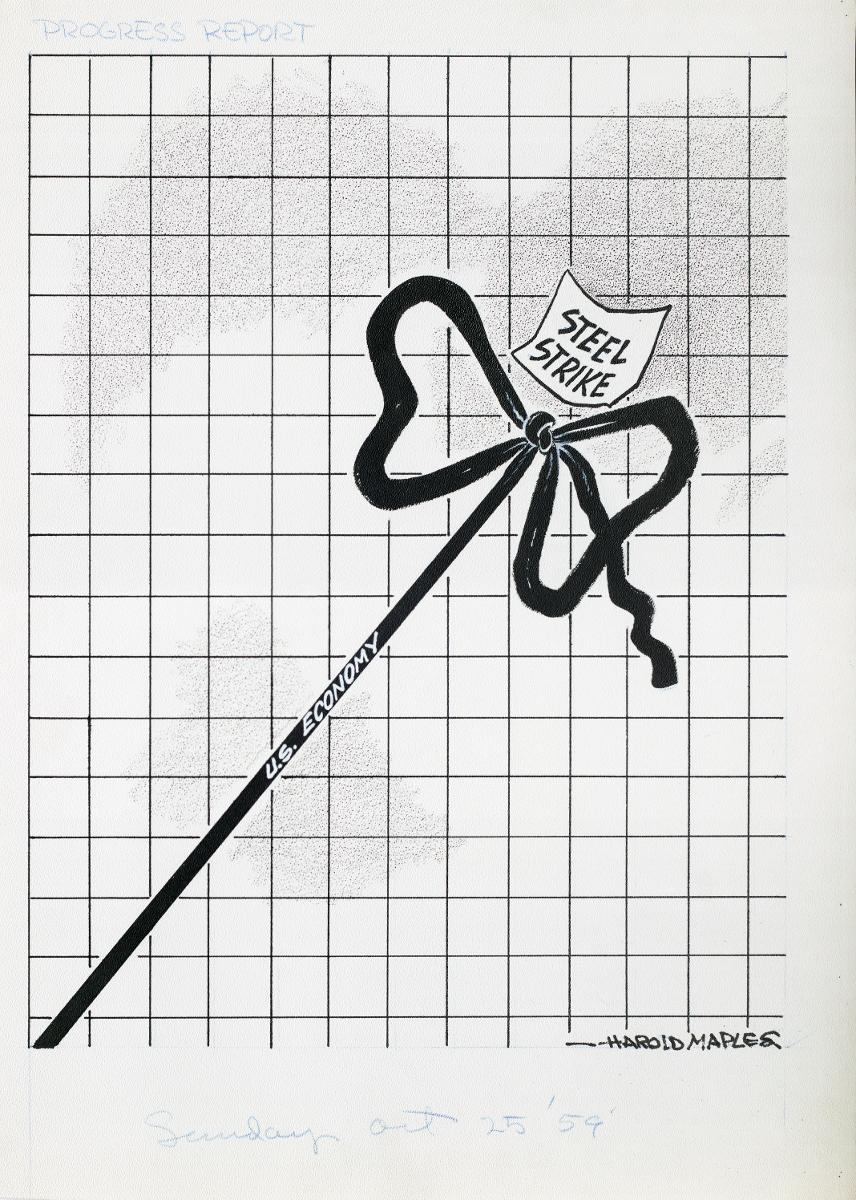 PROGRESS REPORT
STEEL
STRIKE
U.S. ECONOMY
—HAROLD MAPLES
Sunday oct 25 '59